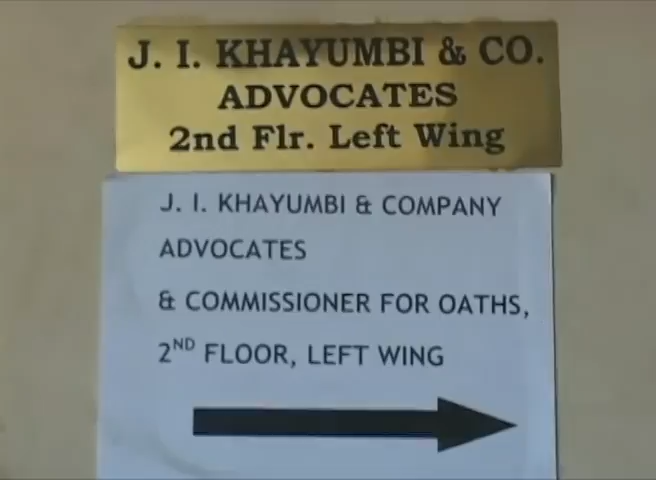 J. I. KHAYUMBI & CO.
ADVOCATES
2nd Flr. Left Wing
J. I. KHAYUMBI & COMPANY
ADVOCATES
& COMMISSIONER FOR OATHS,
2ND FLOOR, LEFT WING